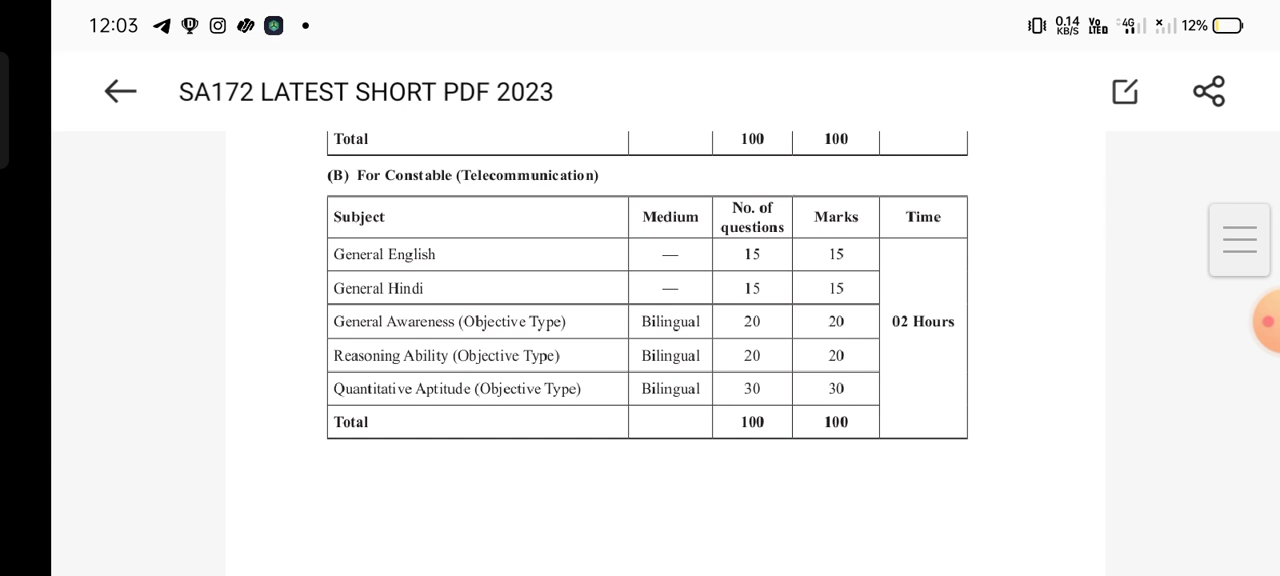 12:03 0.14 KB/S Vo LTE 4G 12%
SA172 LATEST SHORT PDF 2023
Total 100 100
(B) For Constable (Telecommunication)
Subject Medium No. of questions Marks Time
General English — 15 15
General Hindi — 15 15
General Awareness (Objective Type) Bilingual 20 20 02 Hours
Reasoning Ability (Objective Type) Bilingual 20 20
Quantitative Aptitude (Objective Type) Bilingual 30 30
Total 100 100